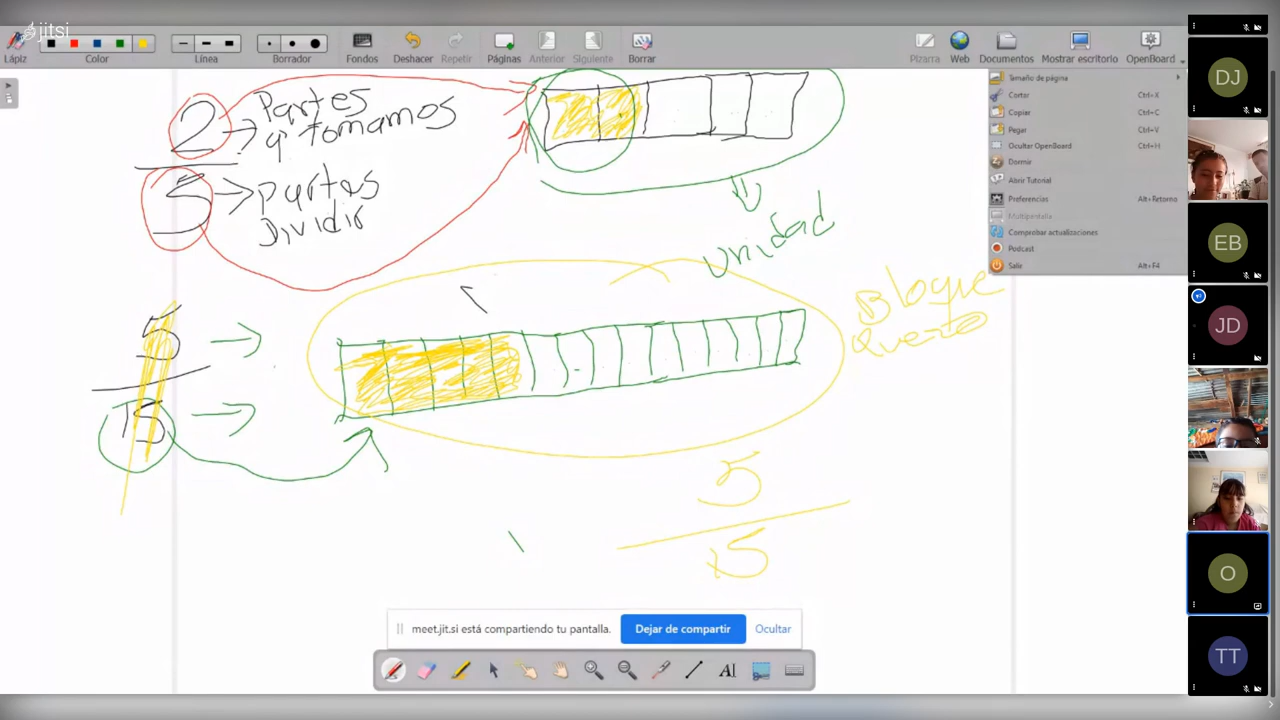 jitsi
Lápiz
Color
Línea
Borrador
Fondos
Deshacer
Repetir
Páginas
Anterior
Siguiente
Borrar
Pizarra
Web
Documentos
Mostrar escritorio
OpenBoard
Tamaño de página
Cortar Ctrl+X
Copiar Ctrl+C
Pegar Ctrl+V
Ocultar OpenBoard Ctrl+H
Dormir
Abrir Tutorial
Preferencias Alt+Retorno
Multipantalla
Comprobar actualizaciones
Podcast
Salir Alt+F4
2 Partes
q' tomamos
5 partes
Dividir
unidad
5
15
Bloque
5
15
meet.jit.si está compartiendo tu pantalla.
Dejar de compartir
Ocultar
AI
DJ
EB
JD
O
TT